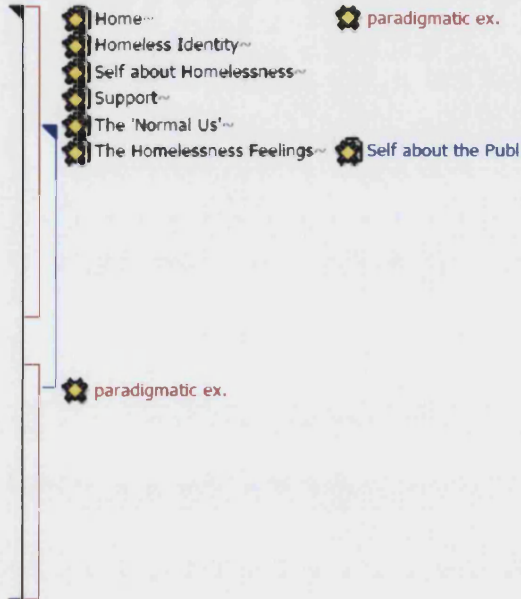 Home~ paradigmatic ex.
Homeless Identity~
Self about Homelessness~
Support~
The 'Normal Us'~
The Homelessness Feelings~ Self about the Publ
paradigmatic ex.